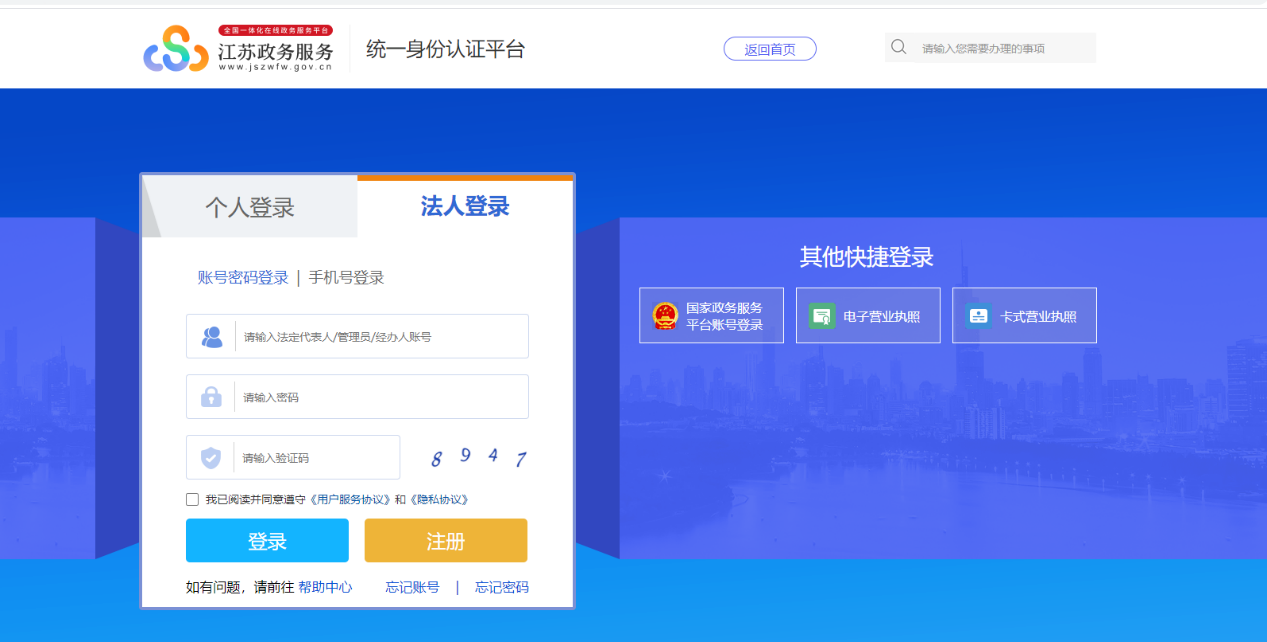 全国一体化在线政务服务平台
江苏政务服务
www.jszwfw.gov.cn
统一身份认证平台
返回首页
请输入您需要办理的事项
个人登录
法人登录
账号密码登录 | 手机号登录
请输入法定代表人/管理员/经办人账号
请输入密码
请输入验证码
8 9 4 7
我已阅读并同意遵守《用户服务协议》和《隐私协议》
登录
注册
如有问题，请前往 帮助中心
忘记账号 | 忘记密码
其他快捷登录
国家政务服务
平台账号登录
电子营业执照
卡式营业执照